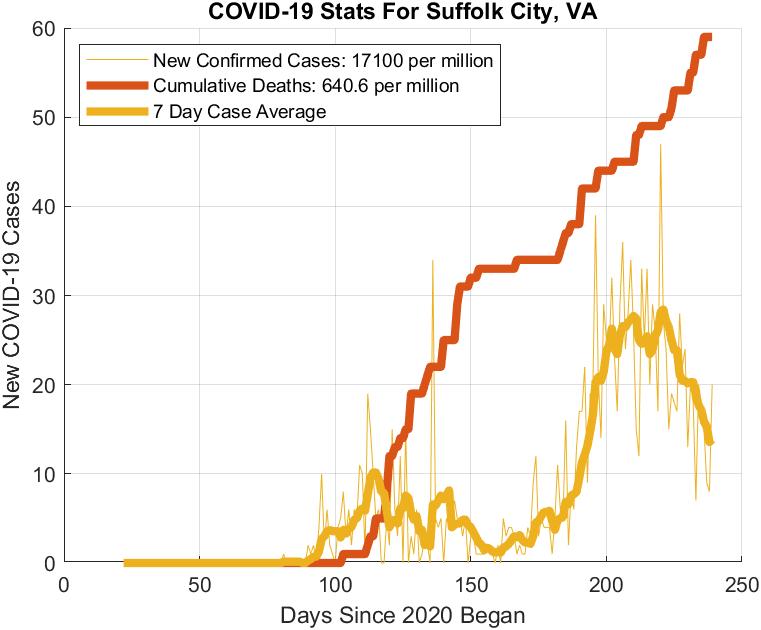 COVID-19 Stats For Suffolk City, VA
New Confirmed Cases: 17100 per million
Cumulative Deaths: 640.6 per million
7 Day Case Average
New COVID-19 Cases
60
50
40
30
20
10
0
0 50 100 150 200 250
Days Since 2020 Began